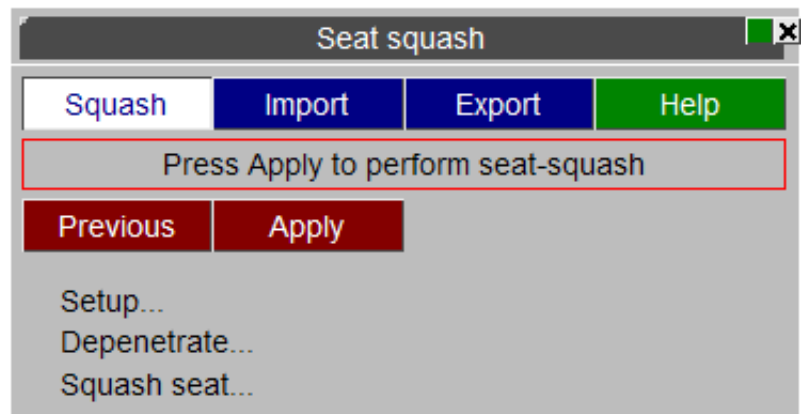 Seat squash
Squash Import Export Help
Press Apply to perform seat-squash
Previous Apply
Setup...
Depenetrate...
Squash seat...